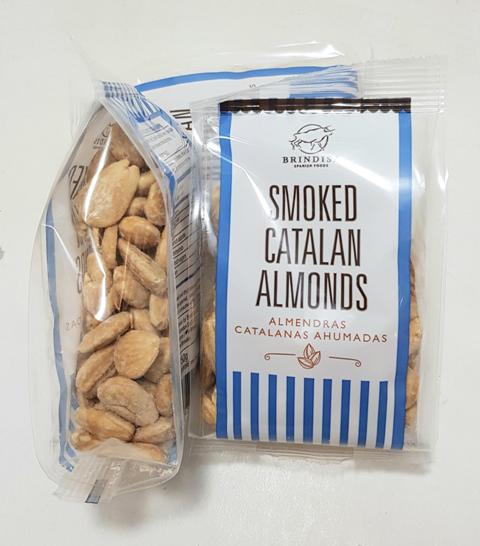 BRINDISA
SPANISH FOODS
SMOKED
CATALAN
ALMONDS
ALMENDRAS
CATALANAS AHUMADAS